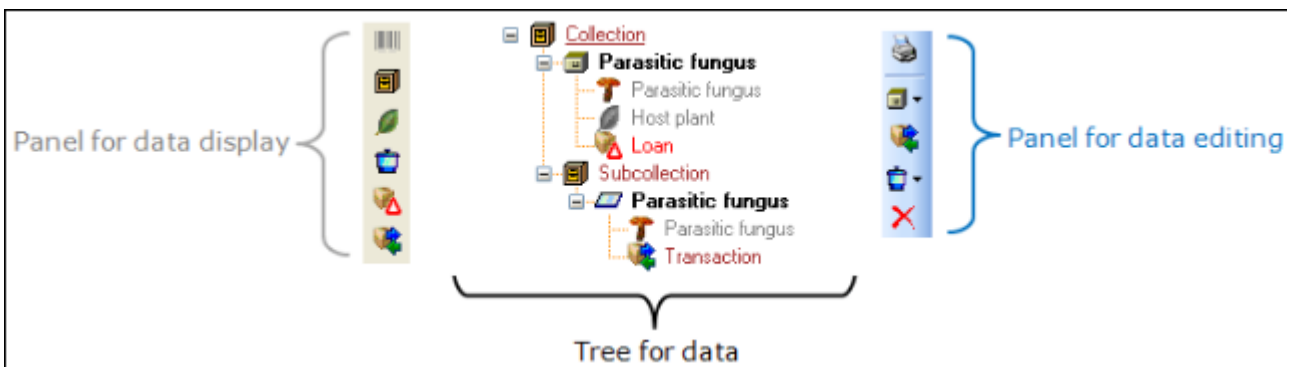 Collection
Parasitic fungus
Parasitic fungus
Host plant
Panel for data display
Panel for data editing
Loan
Subcollection
Parasitic fungus
Parasitic fungus
Transaction
Tree for data